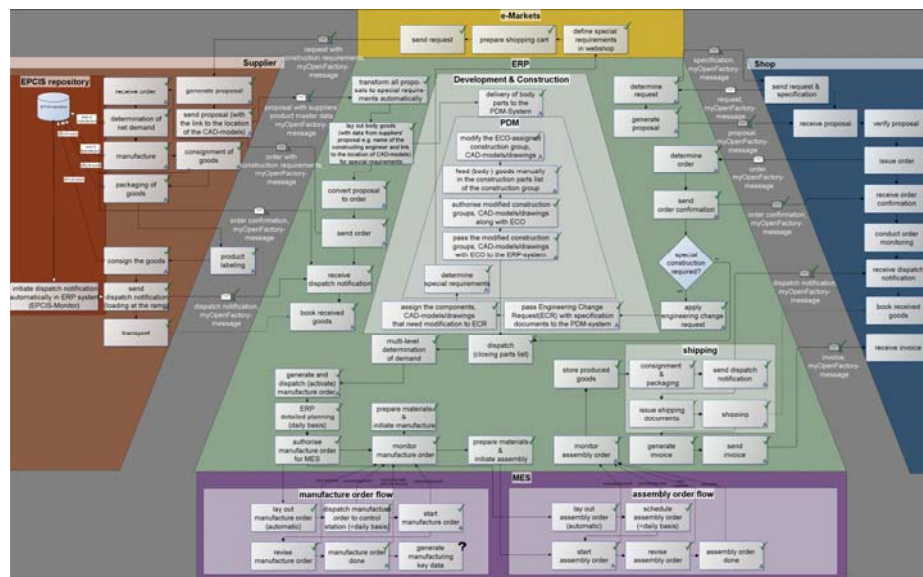 e-Markets
send request
prepare shopping cart
define special
requirements
in webshop
request with
construction requirements,
myOpenFactory-
message
Supplier
EPCIS repository
receive order
generate proposal
determination of
net demand
send proposal (with
the link to the location
of the CAD-models)
manufacture
consignment of
goods
packaging of
goods
consign the goods
product
labeling
initiate dispatch notification
automatically in ERP system
(EPCIS-Monitor)
send
dispatch notification
loading at the ramp
transport
proposal with suppliers'
product master data,
myOpenFactory-
message
order with
construction requirements,
myOpenFactory-
message
order confirmation,
myOpenFactory-
message
dispatch notification,
myOpenFactory-
message
ERP
transform all propo-
sals to special require-
ments automatically
lay out body goods
(with data from suppliers'
proposal e.g. name of the
constructing engineer and link
to the location of CAD-models
for special requirements
convert proposal
to order
send order
receive
dispatch notification
book received
goods
Development & Construction
delivery of body
parts to the
PDM-System
PDM
modify the ECO-assigned
construction group,
CAD-models/drawings
feed (body-) goods manually
in the construction parts list
of the construction group
authorise modified construction
groups, CAD-models/drawings
along with ECO
pass the modified construction
groups, CAD-models/drawings
with ECO to the ERP-system
determine
special requirements
assign the components,
CAD-models/drawings
that need modification to ECR
pass Engineering Change
Request(ECR) with specification
documents to the PDM-system
determine
request
generate
proposal
determine
order
send
order confirmation
special
construction
required?
apply
engineering change
request
specification,
myOpenFactory-
message
request,
myOpenFactory-
message
proposal,
myOpenFactory-
message
order,
myOpenFactory-
message
order confirmation,
myOpenFactory-
message
dispatch notification,
myOpenFactory-
message
invoice,
myOpenFactory-
message
Shop
send request &
specification
receive proposal
verify proposal
issue order
receive order
confirmation
conduct order
monitoring
receive dispatch
notification
book received
goods
receive invoice
multi-level
determination of
demand
dispatch
(closing parts list)
generate and
dispatch (activate)
manufacture order
ERP
detailed planning
(daily basis)
authorise
manufacture order
for MES
prepare materials
&
initiate manufacture
monitor
manufacture order
prepare materials
&
initiate assembly
store produced
goods
monitor
assembly order
shipping
consignment
&
packaging
send dispatch
notification
issue shipping
documents
shipping
generate
invoice
send
invoice
MES
manufacture order flow
lay out
manufacture order
(automatic)
dispatch manufacture
order to control
station (<daily basis)
start
manufacture order
revise
manufacture order
manufacture order
done
generate
manufacturing
key data
?
assembly order flow
lay out
assembly order
(automatic)
schedule
assembly order
(<daily basis)
start
assembly order
revise
assembly order
assembly order
done